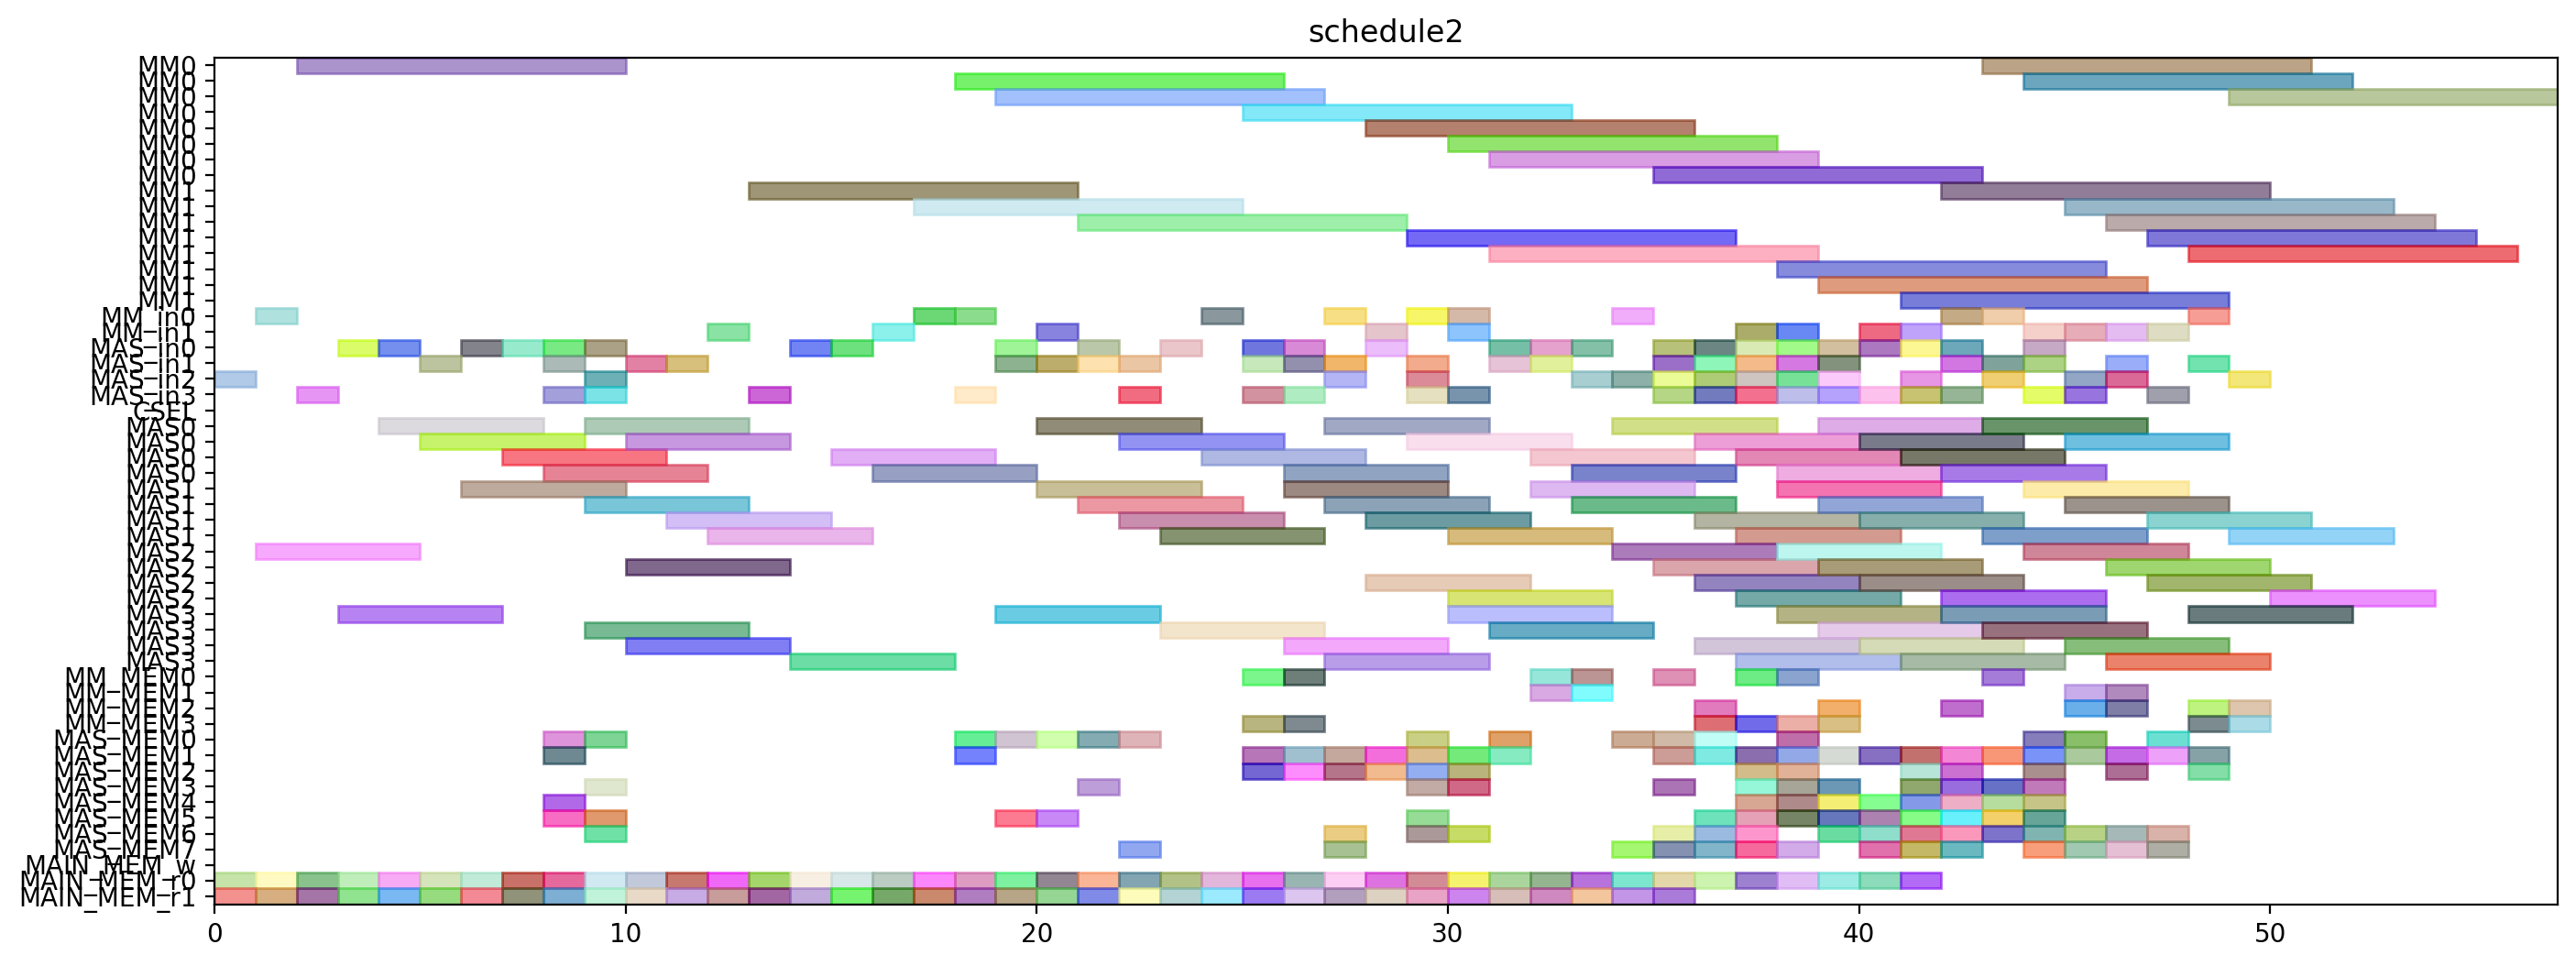 schedule2
MM0
MM0
MM0
MM0
MM0
MM0
MM0
MM0
MM1
MM1
MM1
MM1
MM1
MM1
MM1
MM1
MM_in0
MM_in1
MAS_in0
MAS_in1
MAS_in2
MAS_in3
CSEL
MAS0
MAS0
MAS0
MAS0
MAS1
MAS1
MAS1
MAS1
MAS2
MAS2
MAS2
MAS2
MAS3
MAS3
MAS3
MAS3
MM_MEM0
MM_MEM1
MM_MEM2
MM_MEM3
MAS_MEM0
MAS_MEM1
MAS_MEM2
MAS_MEM3
MAS_MEM4
MAS_MEM5
MAS_MEM6
MAS_MEM7
MAIN_MEM_w
MAIN_MEM_r0
MAIN_MEM_r1
0 10 20 30 40 50